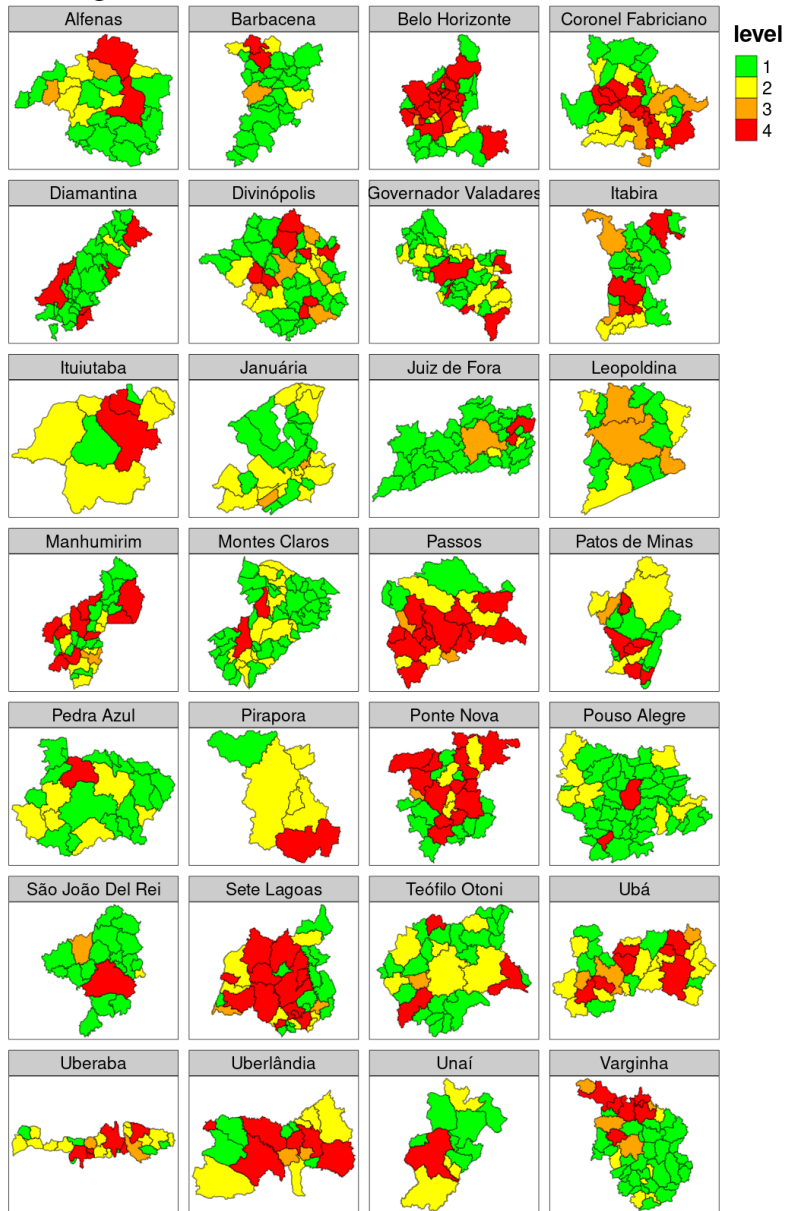 Alfenas
Barbacena
Belo Horizonte
Coronel Fabriciano
level
1
2
3
4
Diamantina
Divinópolis
Governador Valadares
Itabira
Ituiutaba
Januária
Juiz de Fora
Leopoldina
Manhumirim
Montes Claros
Passos
Patos de Minas
Pedra Azul
Pirapora
Ponte Nova
Pouso Alegre
São João Del Rei
Sete Lagoas
Teófilo Otoni
Ubá
Uberaba
Uberlândia
Unaí
Varginha